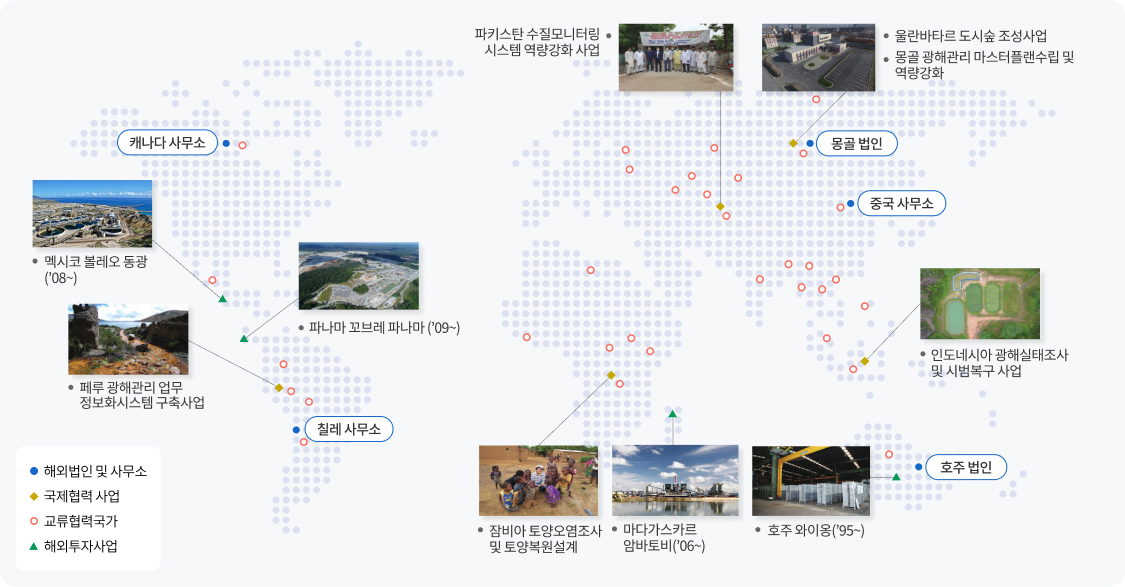 파키스탄 수질모니터링
시스템 역량강화 사업
울란바타르 도시숲 조성사업
몽골 광해관리 마스터플랜수립 및
역량강화
캐나다 사무소
몽골 법인
중국 사무소
멕시코 볼레오 동광
(’08~)
파나마 꼬브레 파나마 (’09~)
페루 광해관리 업무
정보화시스템 구축사업
인도네시아 광해실태조사
및 시범복구 사업
칠레 사무소
호주 법인
해외법인 및 사무소
국제협력 사업
교류협력국가
해외투자사업
잠비아 토양오염조사
및 토양복원설계
마다가스카르
암바토비(’06~)
호주 와이옹(’95~)